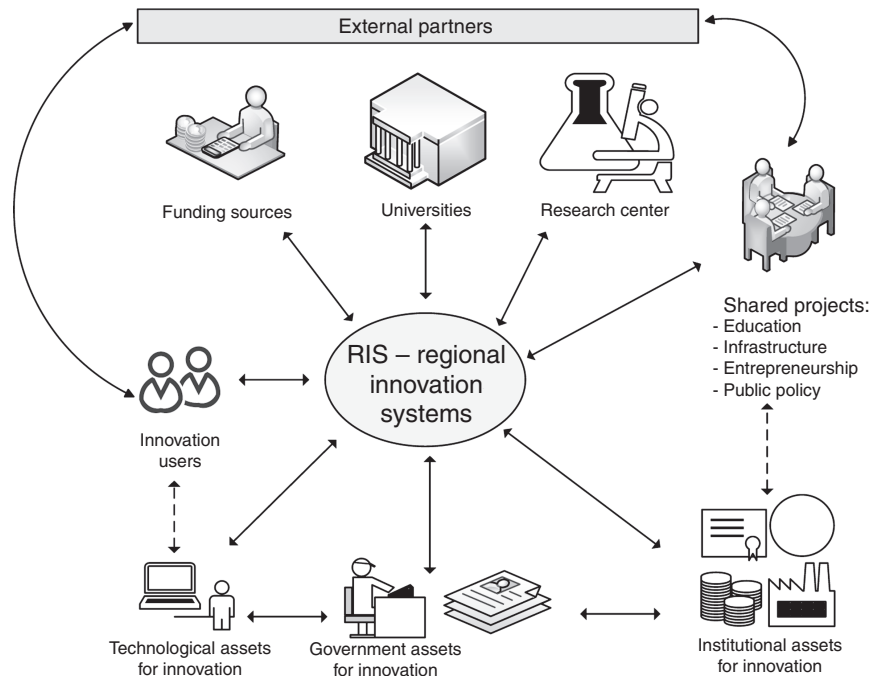 External partners
Funding sources
Universities
Research center
Shared projects:
- Education
- Infrastructure
- Entrepreneurship
- Public policy
RIS – regional
innovation
systems
Innovation
users
Technological assets
for innovation
Government assets
for innovation
Institutional assets
for innovation